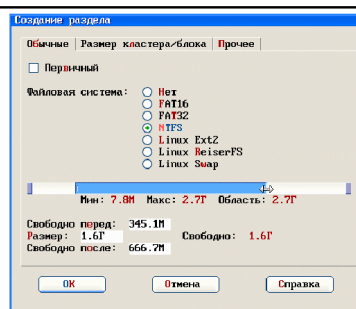 Создание раздела
Обычные Размер кластера/блока Прочее
Первичный
Файловая система: Нет
FAT16
FAT32
NTFS
Linux Ext2
Linux ReiserFS
Linux Swap
Мин: 7.8М Макс: 2.7Г Область: 2.7Г
Свободно перед: 345.1М
Размер: 1.6Г Свободно: 1.6Г
Свободно после: 666.7М
ОК Отмена Справка